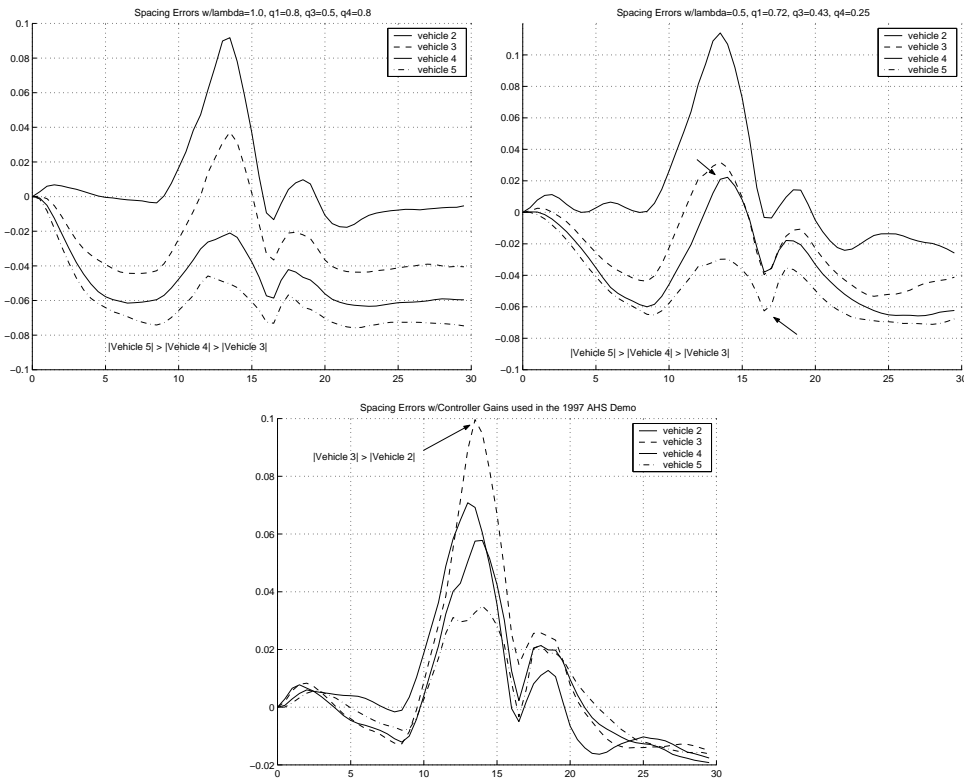 Spacing Errors w/lambda=1.0, q1=0.8, q3=0.5, q4=0.8
0.1
0.08
0.06
0.04
0.02
0
−0.02
−0.04
−0.06
−0.08
−0.1
vehicle 2
vehicle 3
vehicle 4
vehicle 5
|Vehicle 5| > |Vehicle 4| > |Vehicle 3|
0 5 10 15 20 25 30
Spacing Errors w/lambda=0.5, q1=0.72, q3=0.43, q4=0.25
0.1
0.08
0.06
0.04
0.02
0
−0.02
−0.04
−0.06
−0.08
−0.1
vehicle 2
vehicle 3
vehicle 4
vehicle 5
|Vehicle 5| > |Vehicle 4| > |Vehicle 3|
0 5 10 15 20 25 30
Spacing Errors w/Controller Gains used in the 1997 AHS Demo
0.1
0.08
0.06
0.04
0.02
0
−0.02
|Vehicle 3| > |Vehicle 2|
vehicle 2
vehicle 3
vehicle 4
vehicle 5
0 5 10 15 20 25 30